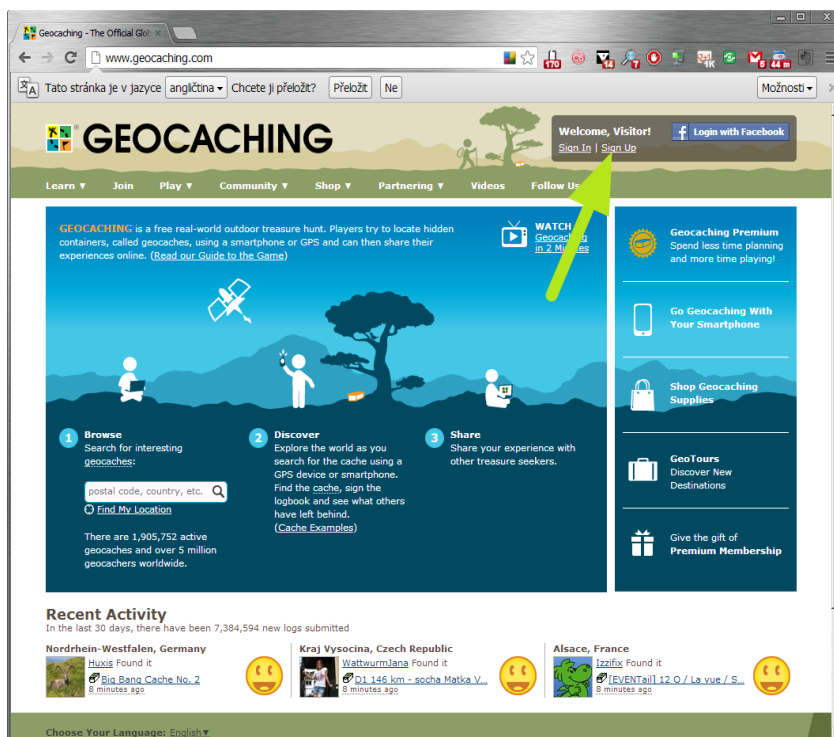 Geocaching - The Official Glob
www.geocaching.com
170
14
7
1K
5
44 m
Tato stránka je v jazyce angličtina Chcete ji přeložit? Přeložit Ne Možnosti
GEOCACHING
Welcome, Visitor!
Sign In | Sign Up
f Login with Facebook
Learn ▼ Join Play ▼ Community ▼ Shop ▼ Partnering ▼ Videos Follow Us
GEOCACHING is a free real-world outdoor treasure hunt. Players try to locate hidden
containers, called geocaches, using a smartphone or GPS and can then share their
experiences online. (Read our Guide to the Game)
WATCH
Geocaching
in 2 Minutes
Geocaching Premium
Spend less time planning
and more time playing!
Go Geocaching With
Your Smartphone
Shop Geocaching
Supplies
GeoTours
Discover New
Destinations
Give the gift of
Premium Membership
1 Browse
Search for interesting
geocaches:
postal code, country, etc.
Find My Location
There are 1,905,752 active
geocaches and over 5 million
geocachers worldwide.
2 Discover
Explore the world as you
search for the cache using a
GPS device or smartphone.
Find the cache, sign the
logbook and see what others
have left behind.
(Cache Examples)
3 Share
Share your experience with
other treasure seekers.
Recent Activity
In the last 30 days, there have been 7,384,594 new logs submitted
Nordrhein-Westfalen, Germany
Huxis Found it
Big Bang Cache No. 2
8 minutes ago
Kraj Vysocina, Czech Republic
WattwurmJana Found it
D1 146 km - socha Matka V...
8 minutes ago
Alsace, France
Izzifix Found it
[EVENTail] 12 O / La vue / S...
8 minutes ago
Choose Your Language: English▼